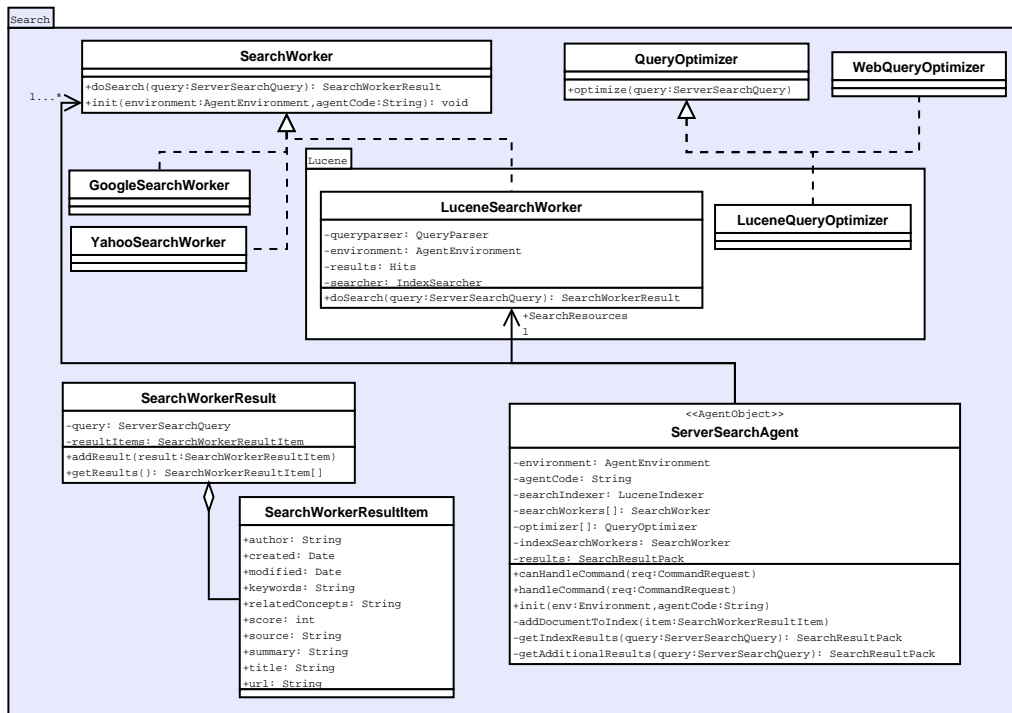 Search
SearchWorker
+doSearch(query:ServerSearchQuery): SearchWorkerResult
+init(environment:AgentEnvironment,agentCode:String): void
QueryOptimizer
+optimize(query:ServerSearchQuery)
WebQueryOptimizer
1...*
Lucene
GoogleSearchWorker
YahooSearchWorker
LuceneSearchWorker
-queryparser: QueryParser
-environment: AgentEnvironment
-results: Hits
-searcher: IndexSearcher
+doSearch(query:ServerSearchQuery): SearchWorkerResult
LuceneQueryOptimizer
+SearchResources
1
SearchWorkerResult
-query: ServerSearchQuery
-resultItems: SearchWorkerResultItem
+addResult(result:SearchWorkerResultItem)
+getResults(): SearchWorkerResultItem[]
SearchWorkerResultItem
+author: String
+created: Date
+modified: Date
+keywords: String
+relatedConcepts: String
+score: int
+source: String
+summary: String
+title: String
+url: String
<<AgentObject>>
ServerSearchAgent
-environment: AgentEnvironment
-agentCode: String
-searchIndexer: LuceneIndexer
-searchWorkers[]: SearchWorker
-optimizer[]: QueryOptimizer
-indexSearchWorkers: SearchWorker
-results: SearchResultPack
+canHandleCommand(req:CommandRequest)
+handleCommand(req:CommandRequest)
+init(env:Environment,agentCode:String)
-addDocumentToIndex(item:SearchWorkerResultItem)
-getIndexResults(query:ServerSearchQuery): SearchResultPack
-getAdditionalResults(query:ServerSearchQuery): SearchResultPack